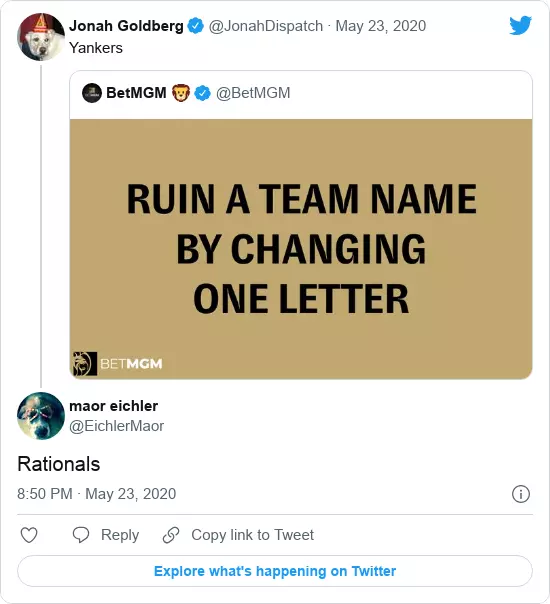 Jonah Goldberg @JonahDispatch · May 23, 2020
Yankers
BetMGM 🦁 @BetMGM
RUIN A TEAM NAME
BY CHANGING
ONE LETTER
BETMGM
maor eichler
@EichlerMaor
Rationals
8:50 PM · May 23, 2020
Reply Copy link to Tweet
Explore what's happening on Twitter